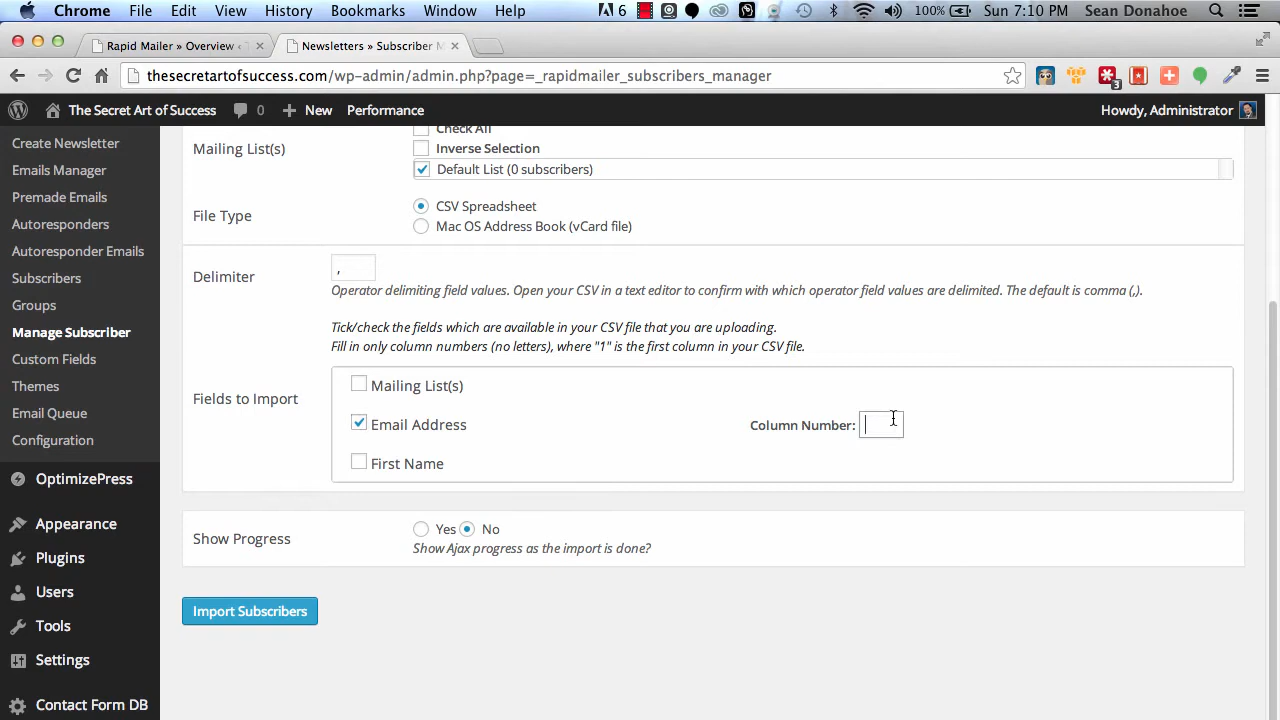 Chrome File Edit View History Bookmarks Window Help 6 100% Sun 7:10 PM Sean Donahoe
Rapid Mailer » Overview ‹ Newsletters » Subscriber M
thesecretartofsuccess.com/wp-admin/admin.php?page=_rapidmailer_subscribers_manager 3
The Secret Art of Success 0 New Performance Howdy, Administrator
Create Newsletter
Emails Manager
Premade Emails
Autoresponders
Autoresponder Emails
Subscribers
Groups
Manage Subscriber
Custom Fields
Themes
Email Queue
Configuration
OptimizePress
Appearance
Plugins
Users
Tools
Settings
Contact Form DB
Check All
Mailing List(s)
Inverse Selection
Default List (0 subscribers)
File Type
CSV Spreadsheet
Mac OS Address Book (vCard file)
Delimiter ,
Operator delimiting field values. Open your CSV in a text editor to confirm with which operator field values are delimited. The default is comma (,).
Tick/check the fields which are available in your CSV file that you are uploading.
Fill in only column numbers (no letters), where "1" is the first column in your CSV file.
Fields to Import
Mailing List(s)
Email Address Column Number:
First Name
Show Progress
Yes No
Show Ajax progress as the import is done?
Import Subscribers